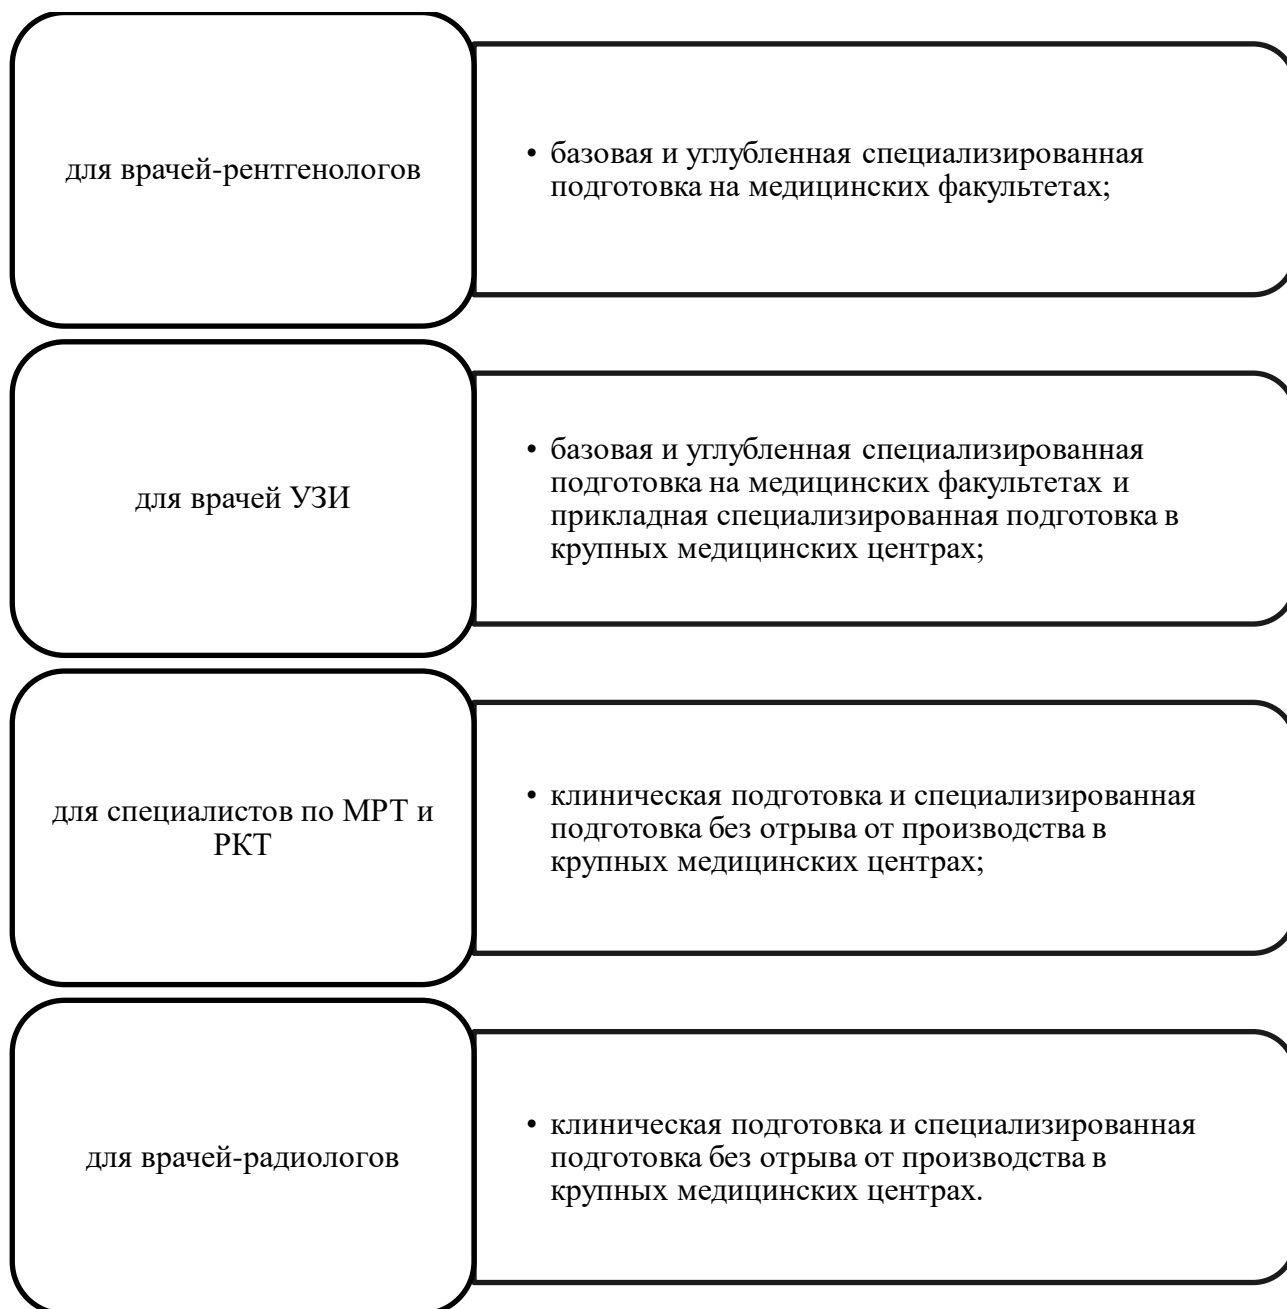 для врачей-рентгенологов
• базовая и углубленная специализированная
подготовка на медицинских факультетах;
для врачей УЗИ
• базовая и углубленная специализированная
подготовка на медицинских факультетах и
прикладная специализированная подготовка в
крупных медицинских центрах;
для специалистов по МРТ и
РКТ
• клиническая подготовка и специализированная
подготовка без отрыва от производства в
крупных медицинских центрах;
для врачей-радиологов
• клиническая подготовка и специализированная
подготовка без отрыва от производства в
крупных медицинских центрах.